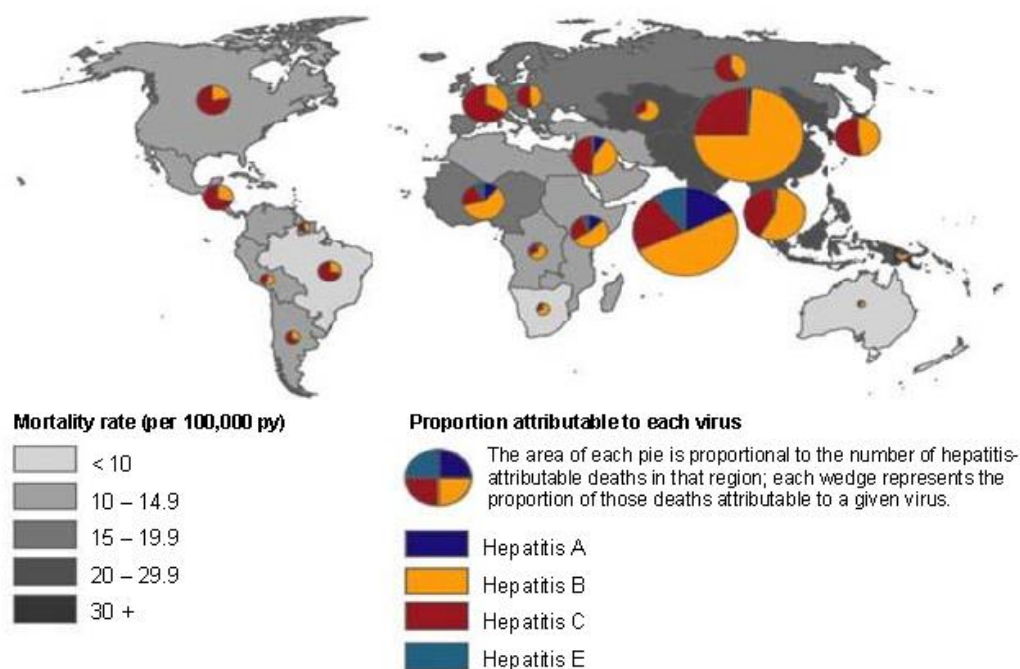 Mortality rate (per 100,000 py)
< 10
10 – 14.9
15 – 19.9
20 – 29.9
30 +
Proportion attributable to each virus
The area of each pie is proportional to the number of hepatitis-
attributable deaths in that region; each wedge represents the
proportion of those deaths attributable to a given virus.
Hepatitis A
Hepatitis B
Hepatitis C
Hepatitis E